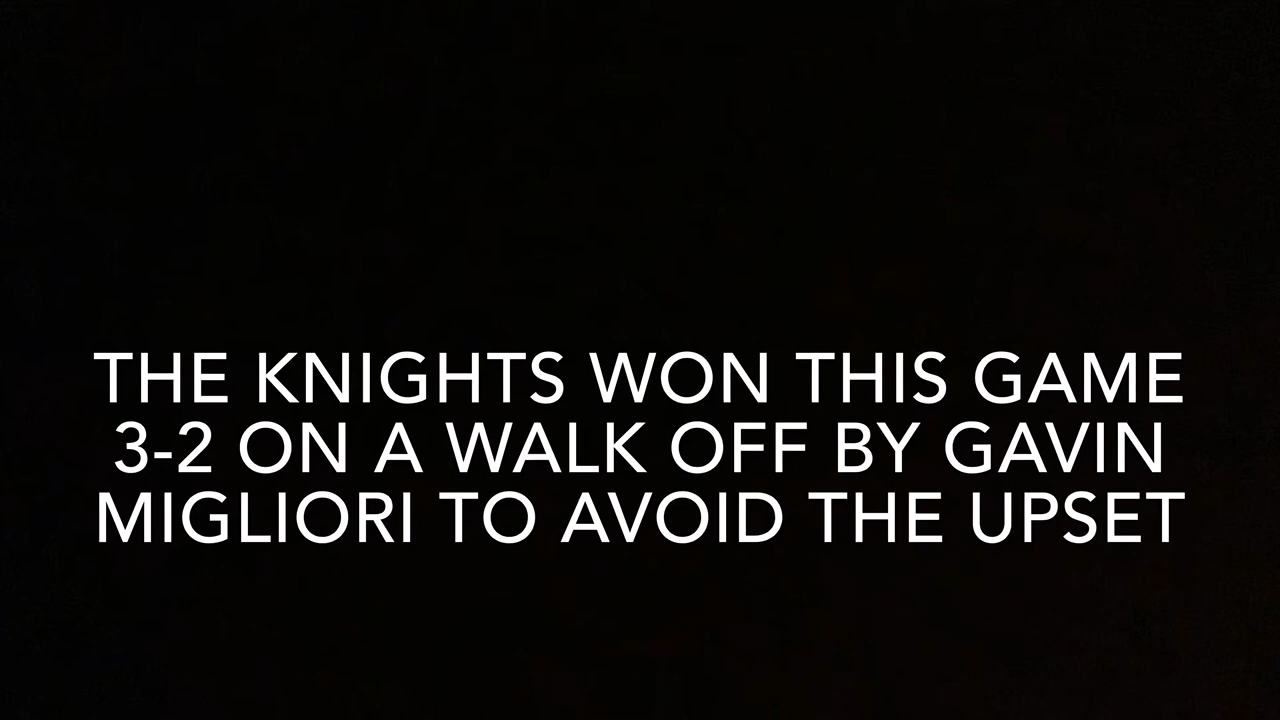 THE KNIGHTS WON THIS GAME
3-2 ON A WALK OFF BY GAVIN
MIGLIORI TO AVOID THE UPSET